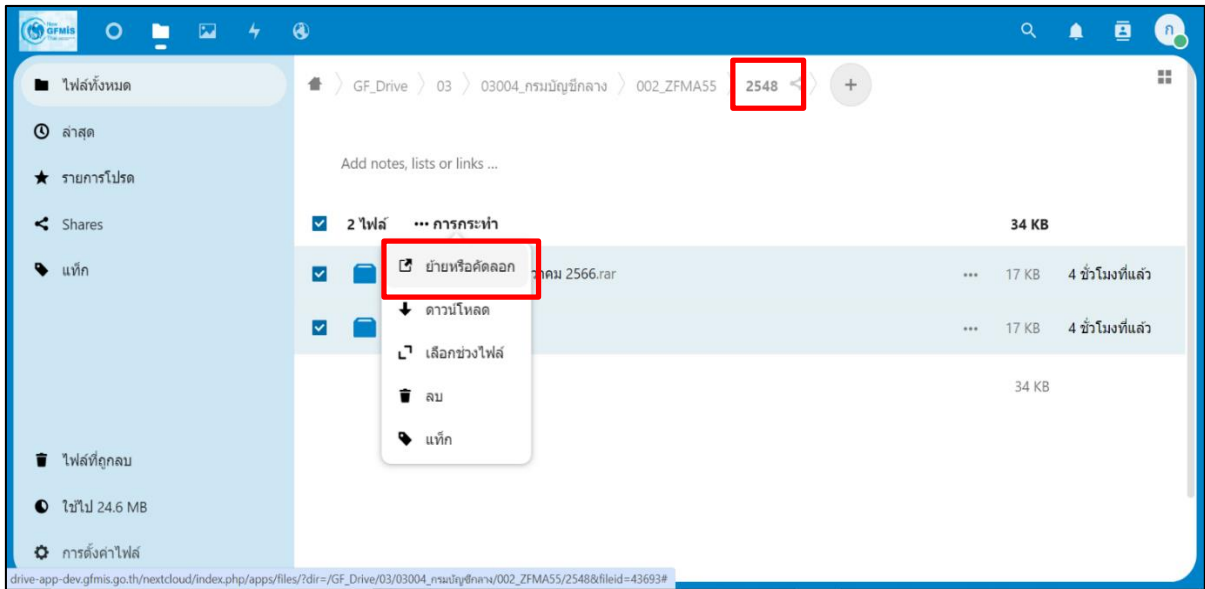 New
GFMIS
Thai
ก
ไฟล์ทั้งหมด
GF_Drive 03 03004_กรมบัญชีกลาง 002_ZFMA55 2548 +
ล่าสุด
Add notes, lists or links ...
รายการโปรด
Shares
2 ไฟล์ ••• การกระทำ 34 KB
แท็ก
ย้ายหรือคัดลอก
วาคม 2566.rar ••• 17 KB 4 ชั่วโมงที่แล้ว
ดาวน์โหลด
••• 17 KB 4 ชั่วโมงที่แล้ว
เลือกช่วงไฟล์
ลบ
34 KB
แท็ก
ไฟล์ที่ถูกลบ
ใช้ไป 24.6 MB
การตั้งค่าไฟล์
drive-app-dev.gfmis.go.th/nextcloud/index.php/apps/files/?dir=/GF_Drive/03/03004_กรมบัญชีกลาง/002_ZFMA55/2548&fileid=43693#